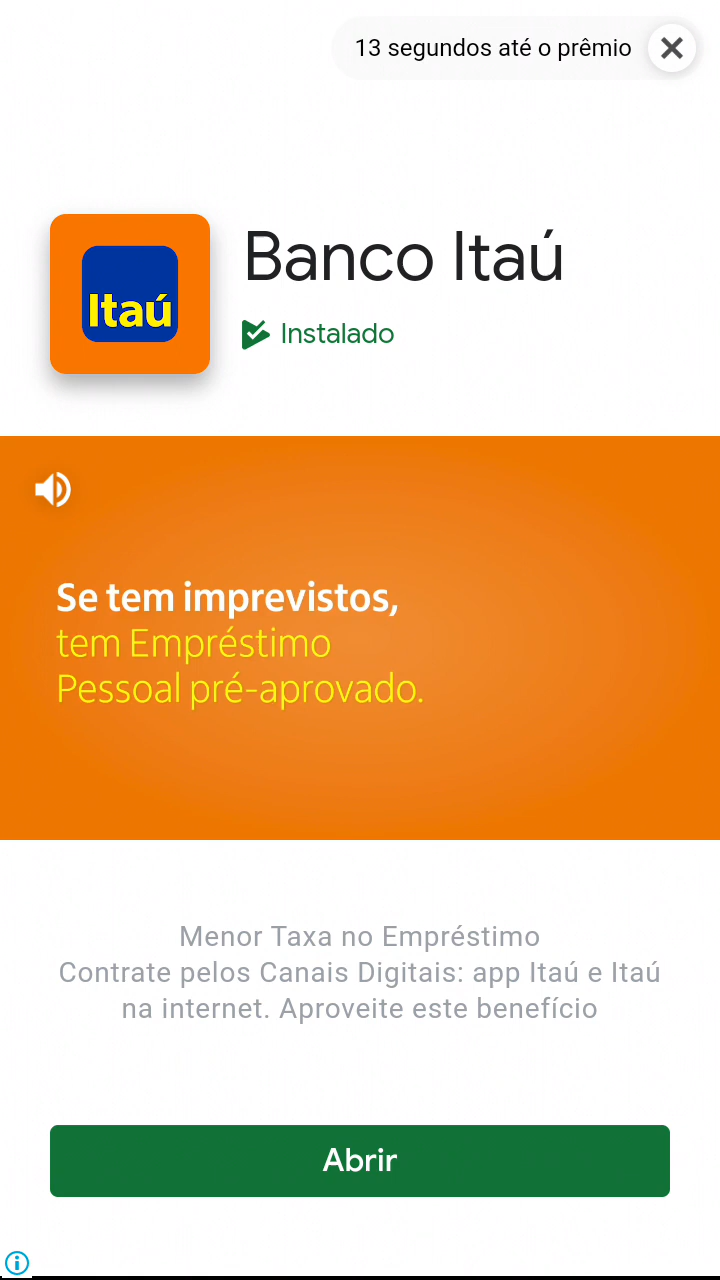 13 segundos até o prêmio
Itaú
Banco Itaú
Instalado
Se tem imprevistos,
tem Empréstimo
Pessoal pré-aprovado.
Menor Taxa no Empréstimo
Contrate pelos Canais Digitais: app Itaú e Itaú
na internet. Aproveite este benefício
Abrir